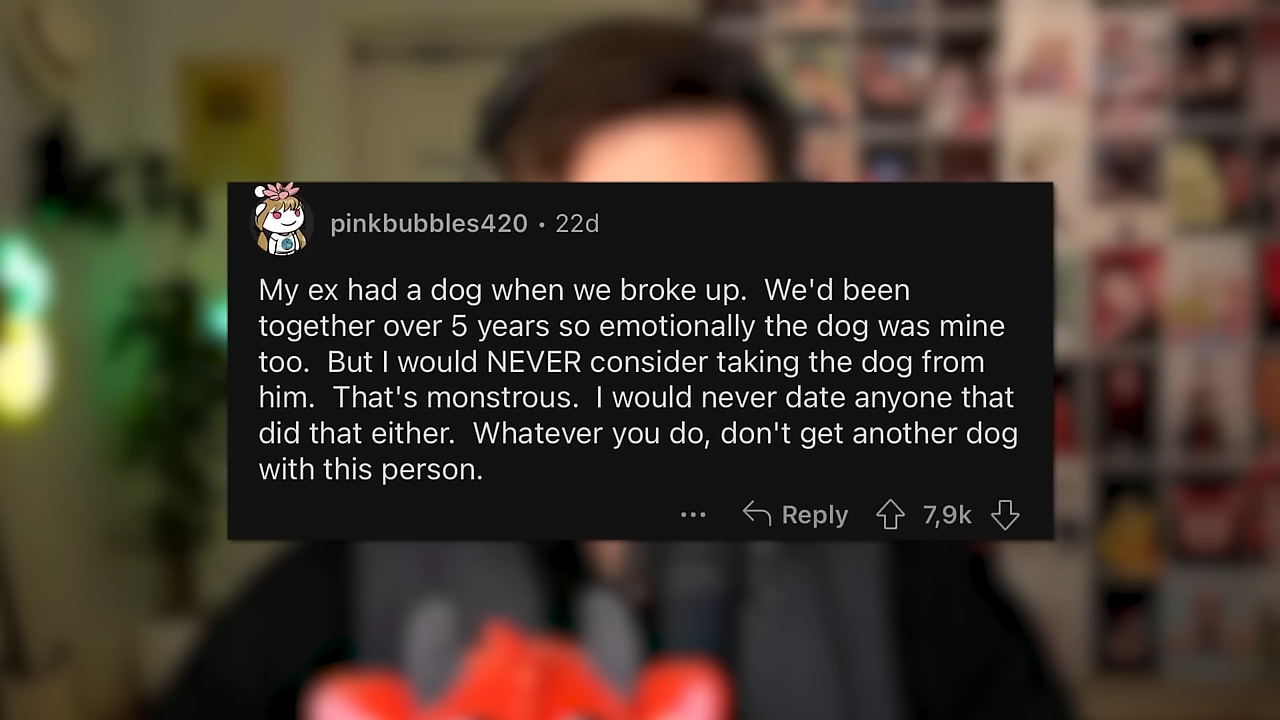 pinkbubbles420 • 22d
My ex had a dog when we broke up.  We'd been
together over 5 years so emotionally the dog was mine
too.  But I would NEVER consider taking the dog from
him.  That's monstrous.  I would never date anyone that
did that either.  Whatever you do, don't get another dog
with this person.
... Reply 7,9k